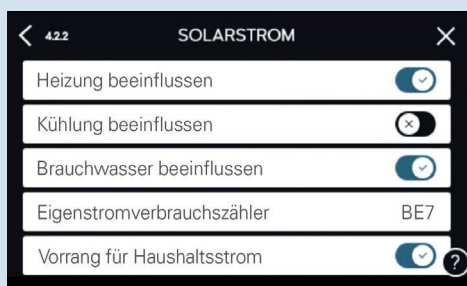 4.2.2 SOLARSTROM
Heizung beeinflussen
Kühlung beeinflussen
Brauchwasser beeinflussen
Eigenstromverbrauchszähler BE7
Vorrang für Haushaltsstrom
?